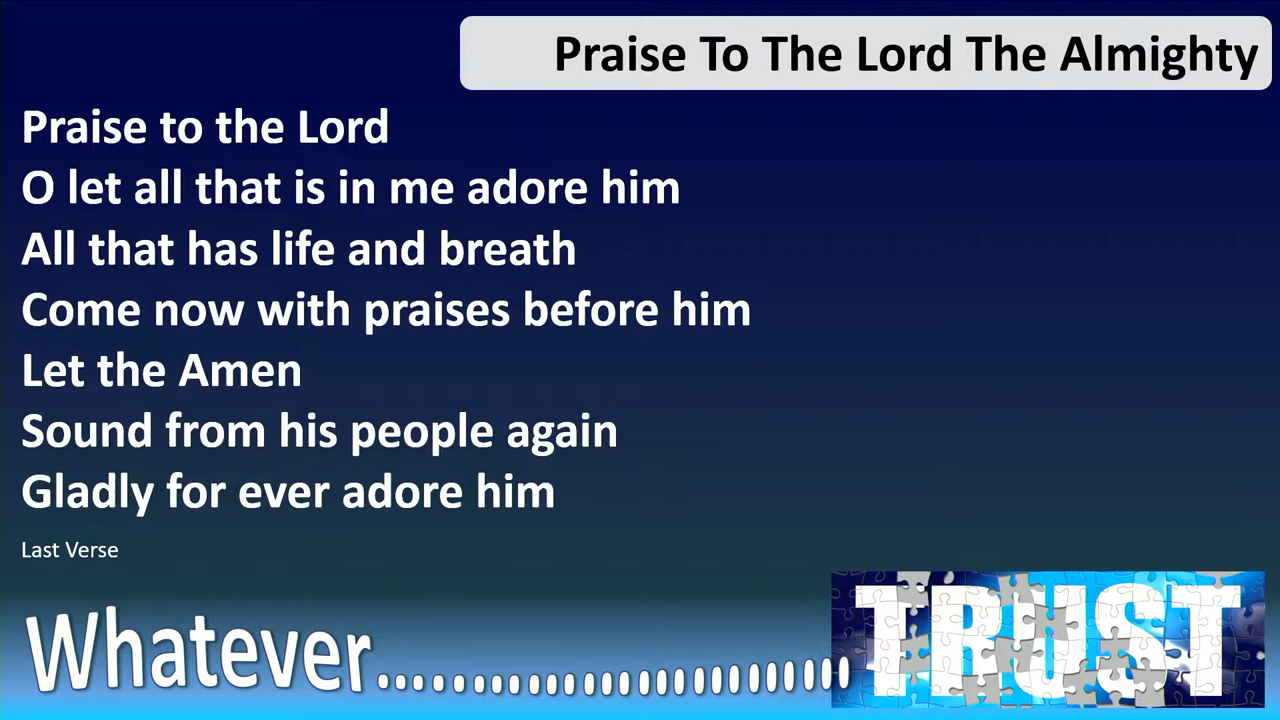 Praise To The Lord The Almighty
Praise to the Lord
O let all that is in me adore him
All that has life and breath
Come now with praises before him
Let the Amen
Sound from his people again
Gladly for ever adore him
Last Verse
Whatever........................ TRUST